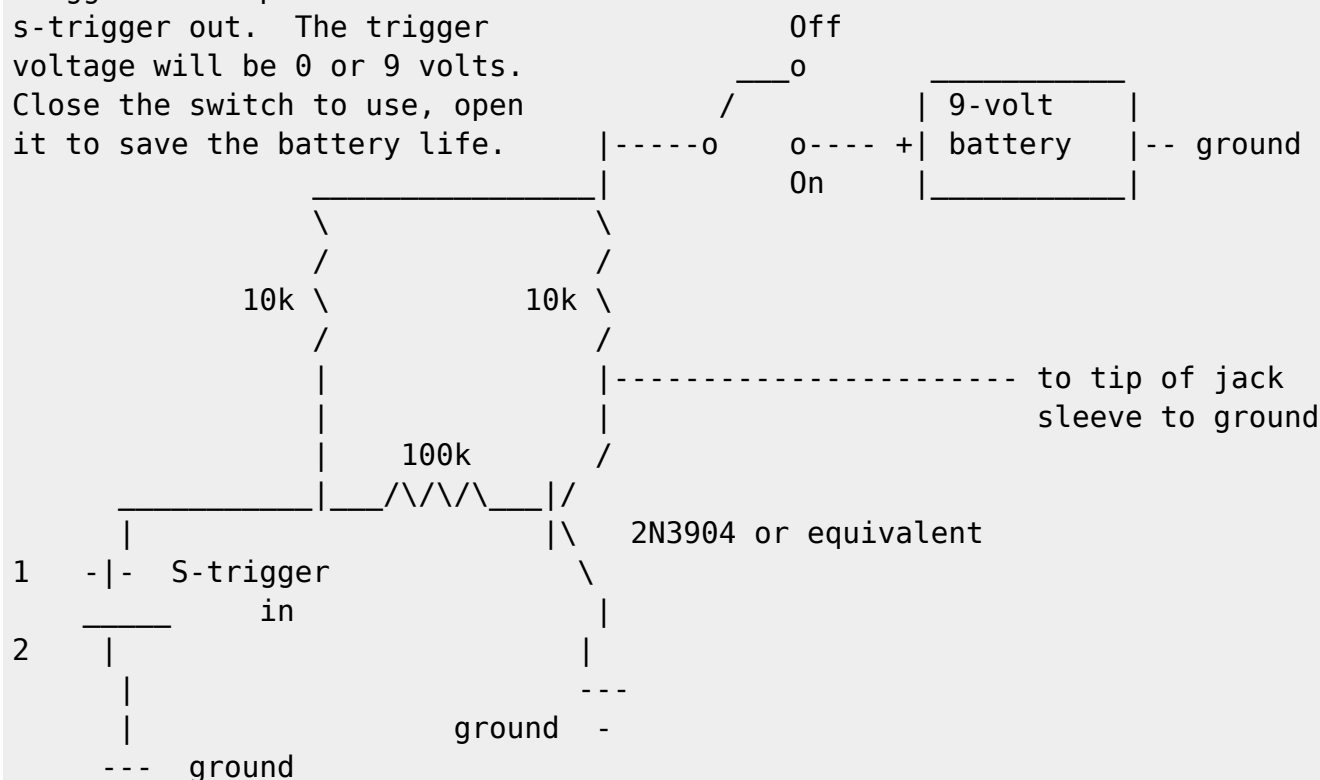 s-trigger out. The trigger Off
voltage will be 0 or 9 volts.
Close the switch to use, open 9-volt
it to save the battery life. + battery ground
On
10k 10k
to tip of jack
sleeve to ground
100k
2N3904 or equivalent
1 S-trigger
in
2
ground
ground